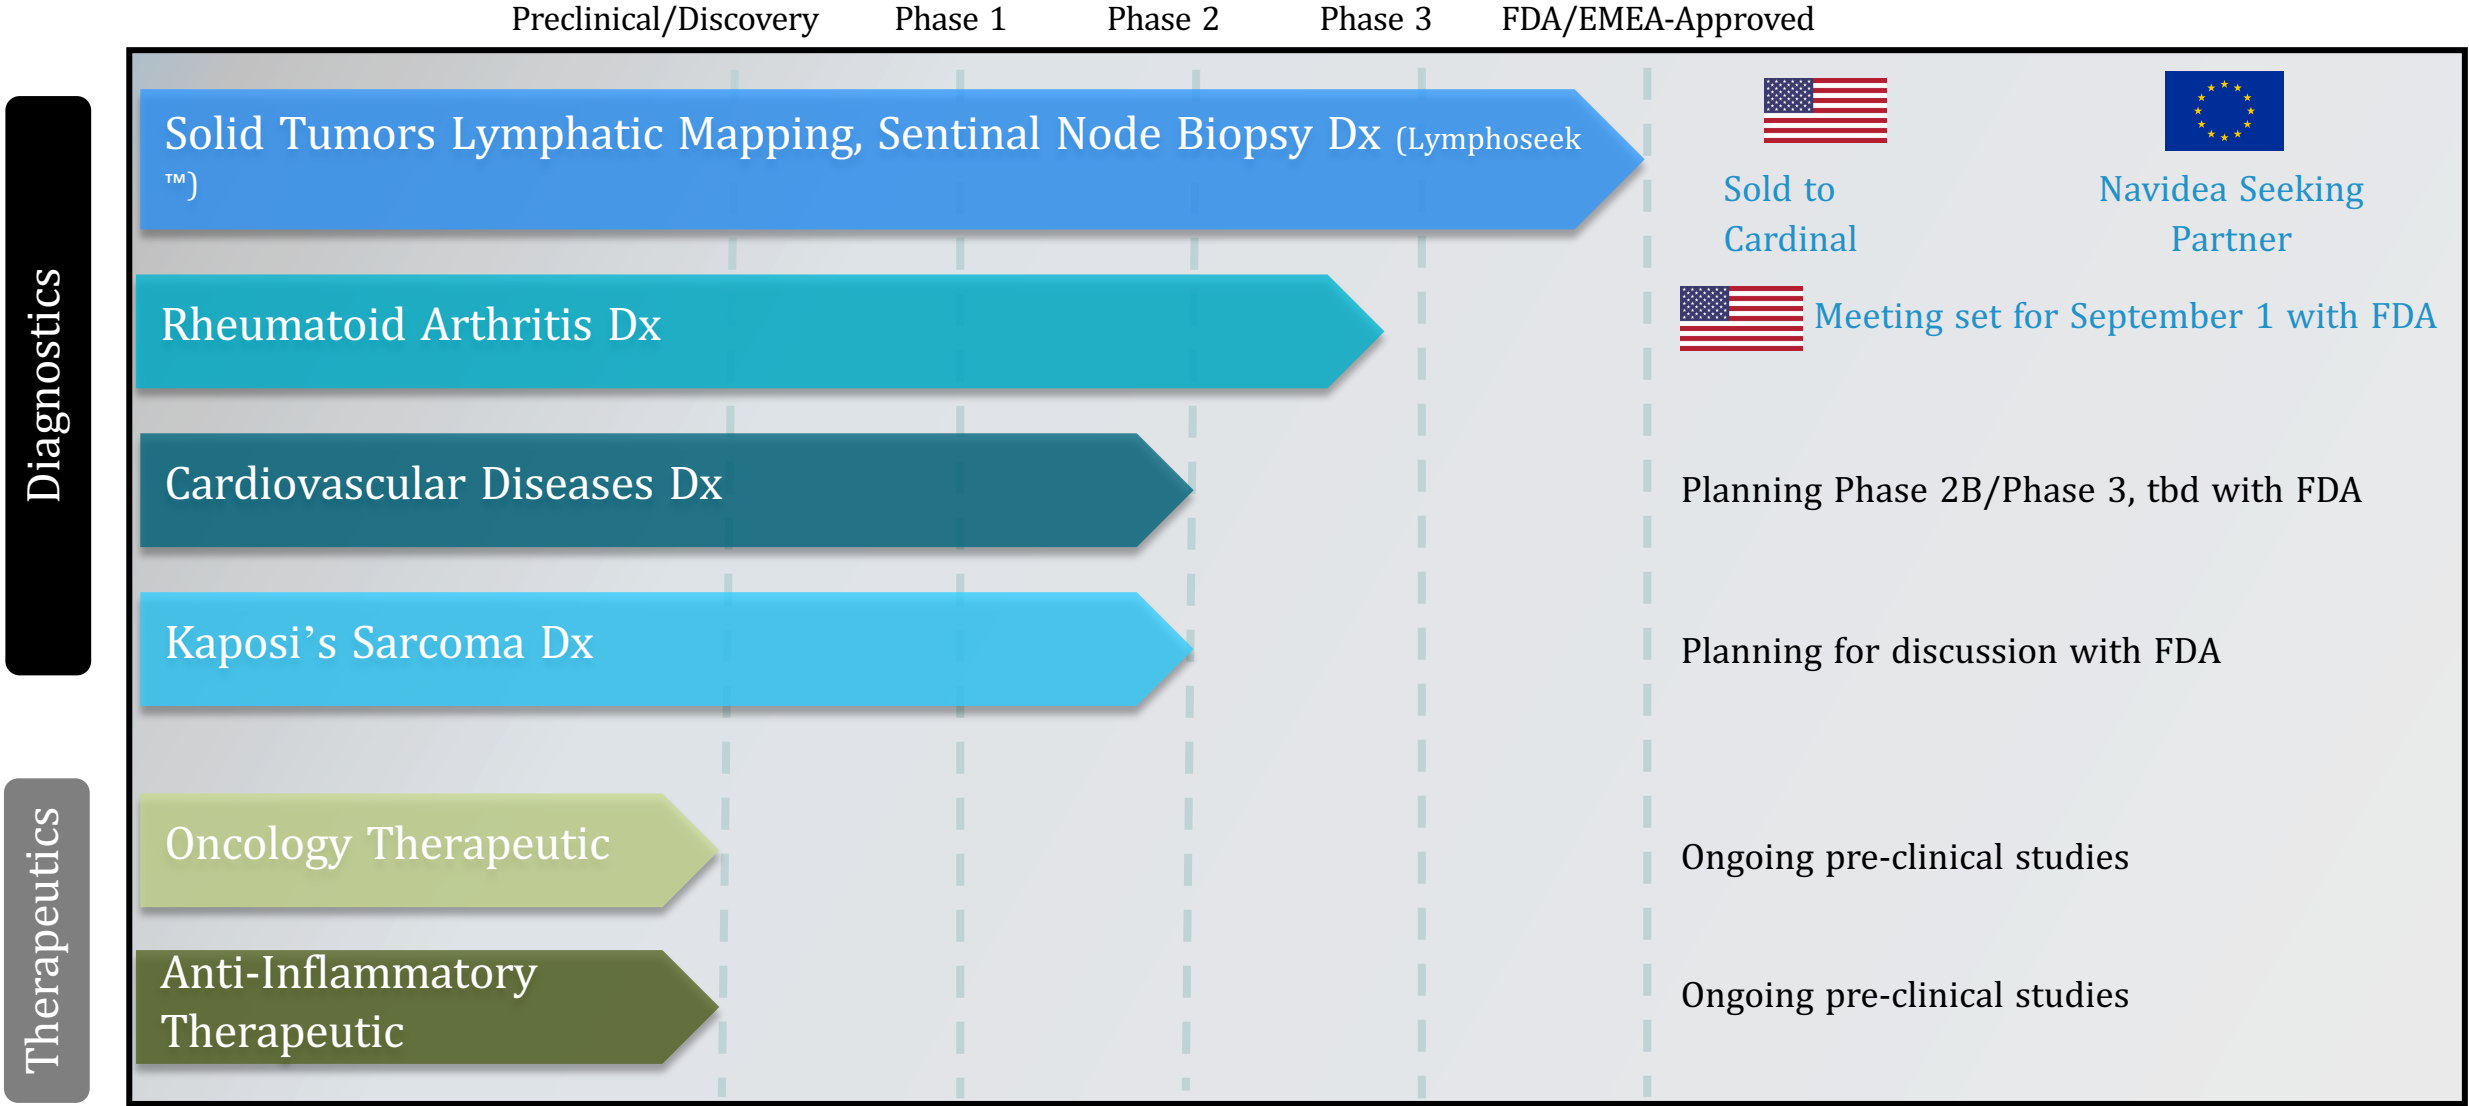 Preclinical/Discovery Phase 1 Phase 2 Phase 3 FDA/EMEA-Approved
Diagnostics
Solid Tumors Lymphatic Mapping, Sentinal Node Biopsy Dx (Lymphoseek
™)
Sold to
Cardinal
Navidea Seeking
Partner
Rheumatoid Arthritis Dx
Meeting set for September 1 with FDA
Cardiovascular Diseases Dx
Planning Phase 2B/Phase 3, tbd with FDA
Kaposi’s Sarcoma Dx
Planning for discussion with FDA
Therapeutics
Oncology Therapeutic
Ongoing pre-clinical studies
Anti-Inflammatory
Therapeutic
Ongoing pre-clinical studies